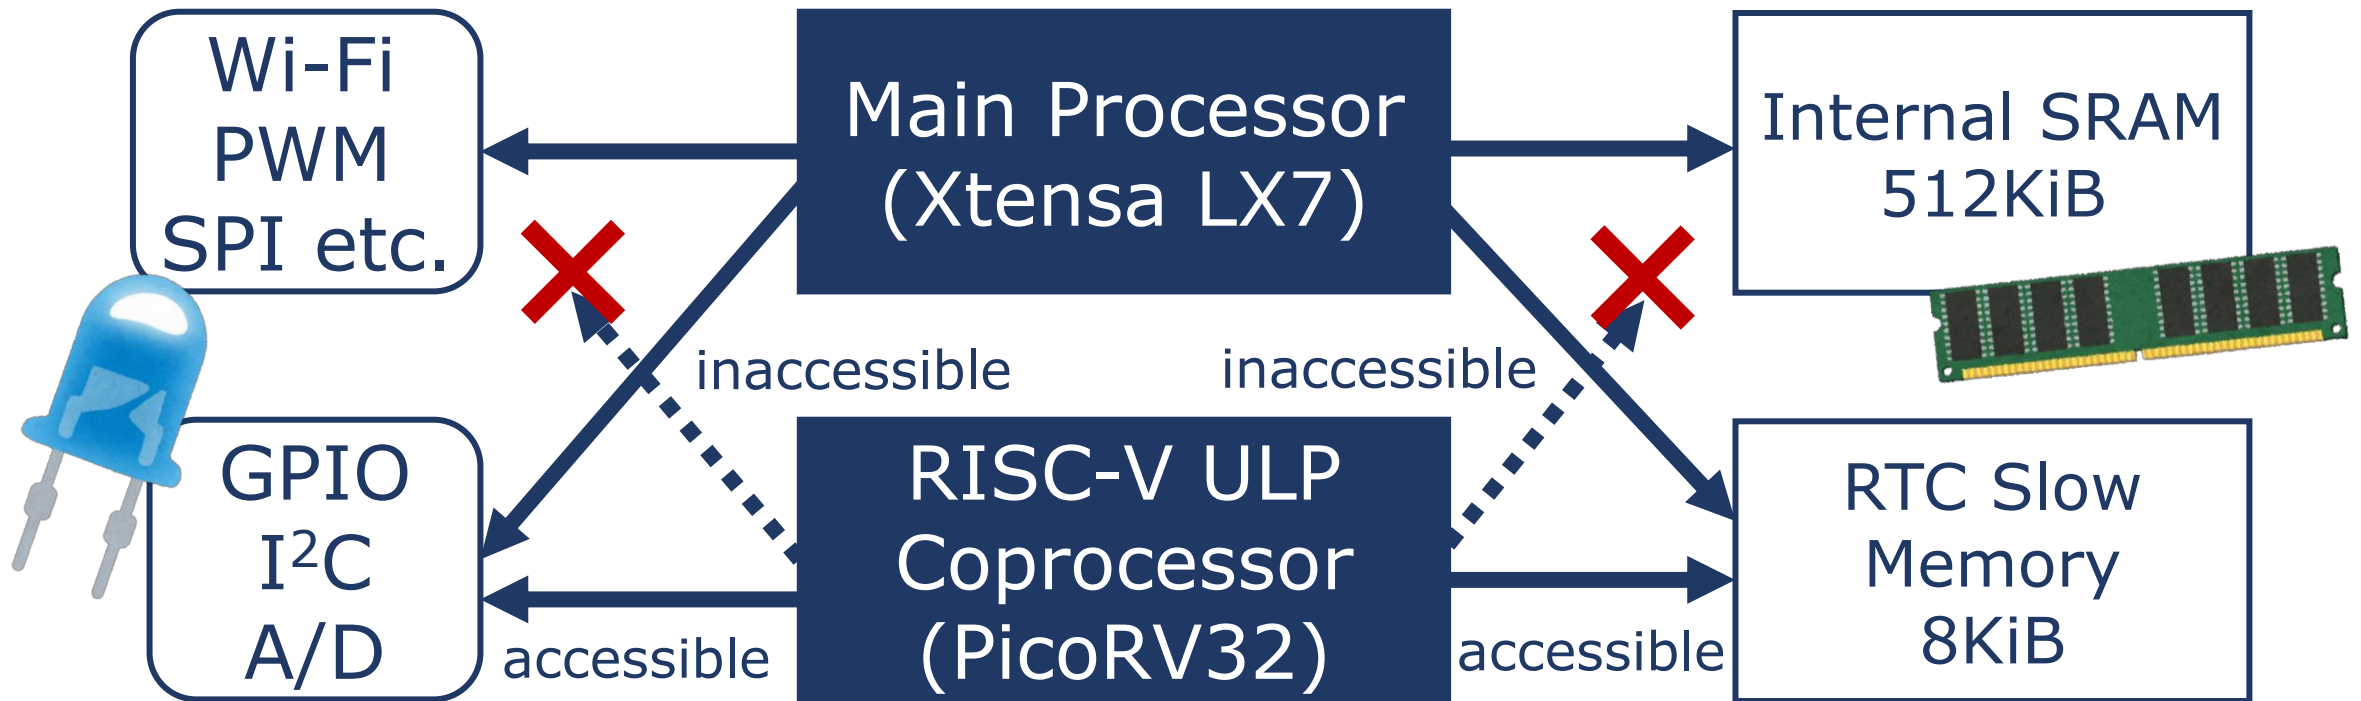 Wi-Fi
PWM
SPI etc.
Main Processor
(Xtensa LX7)
Internal SRAM
512KiB
inaccessible
inaccessible
GPIO
I²C
A/D
accessible
RISC-V ULP
Coprocessor
(PicoRV32)
accessible
RTC Slow
Memory
8KiB